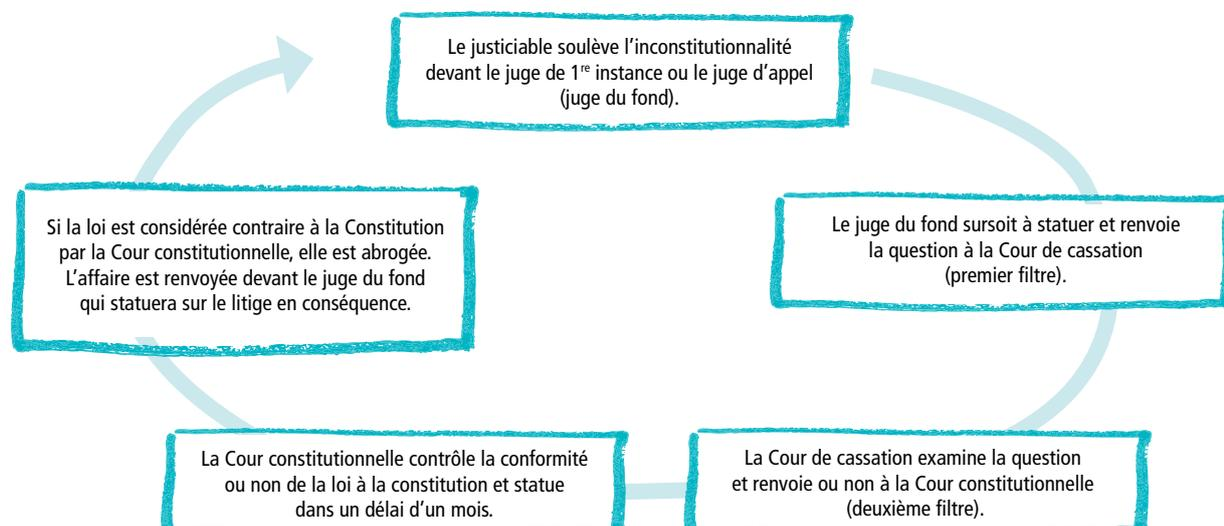 Le justiciable soulève l’inconstitutionnalité
devant le juge de 1re instance ou le juge d’appel
(juge du fond).
Le juge du fond sursoit à statuer et renvoie
la question à la Cour de cassation
(premier filtre).
La Cour de cassation examine la question
et renvoie ou non à la Cour constitutionnelle
(deuxième filtre).
La Cour constitutionnelle contrôle la conformité
ou non de la loi à la constitution et statue
dans un délai d’un mois.
Si la loi est considérée contraire à la Constitution
par la Cour constitutionnelle, elle est abrogée.
L’affaire est renvoyée devant le juge du fond
qui statuera sur le litige en conséquence.